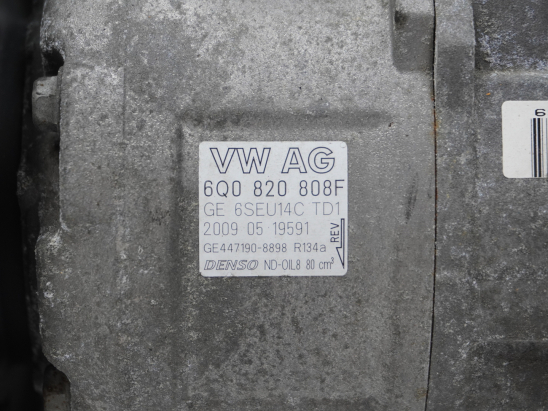 VW AG
6Q0 820 808F
GE 6SEU14C TD1
2009 05 19591
GE447190-8898 R134a
DENSO ND-OIL8 80 cm³
REV
6